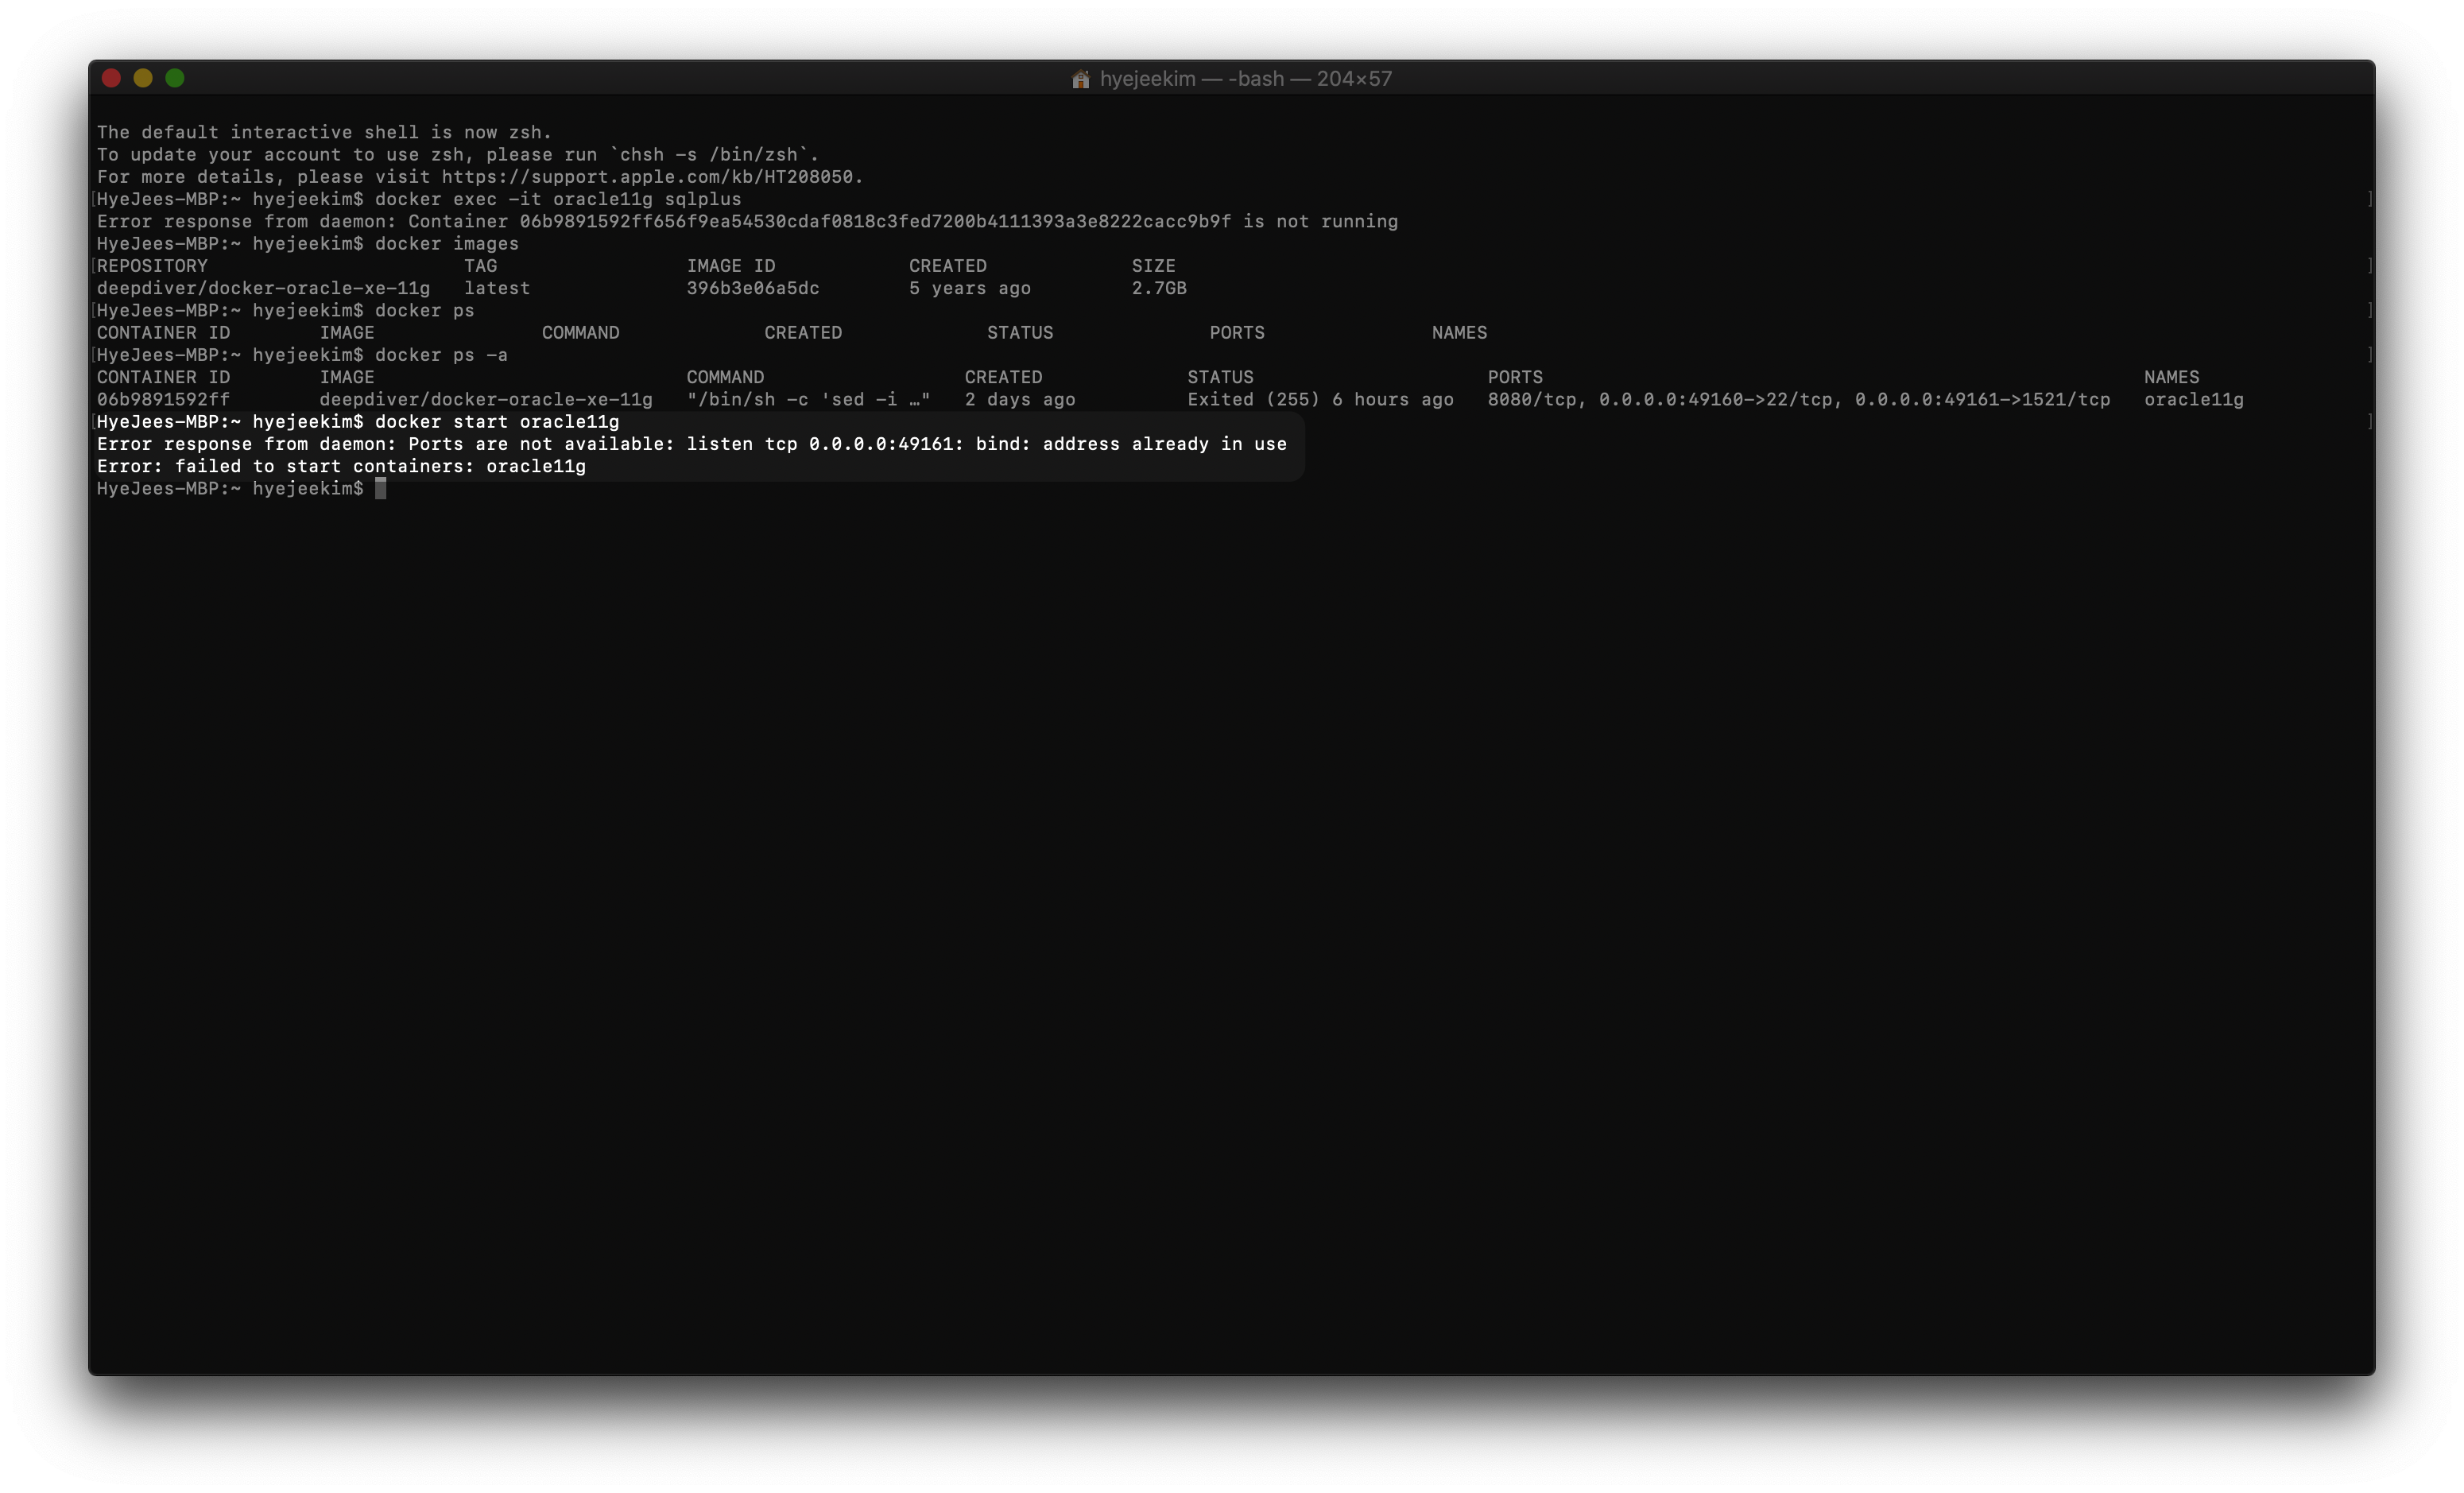 hyejeekim — -bash — 204×57
The default interactive shell is now zsh.
To update your account to use zsh, please run `chsh -s /bin/zsh`.
For more details, please visit https://support.apple.com/kb/HT208050.
[HyeJees-MBP:~ hyejeekim$ docker exec -it oracle11g sqlplus ]
Error response from daemon: Container 06b9891592ff656f9ea54530cdaf0818c3fed7200b4111393a3e8222cacc9b9f is not running
HyeJees-MBP:~ hyejeekim$ docker images
[REPOSITORY TAG IMAGE ID CREATED SIZE ]
deepdiver/docker-oracle-xe-11g latest 396b3e06a5dc 5 years ago 2.7GB
[HyeJees-MBP:~ hyejeekim$ docker ps ]
CONTAINER ID IMAGE COMMAND CREATED STATUS PORTS NAMES
[HyeJees-MBP:~ hyejeekim$ docker ps -a ]
CONTAINER ID IMAGE COMMAND CREATED STATUS PORTS NAMES
06b9891592ff deepdiver/docker-oracle-xe-11g "/bin/sh -c 'sed -i …" 2 days ago Exited (255) 6 hours ago 8080/tcp, 0.0.0.0:49160->22/tcp, 0.0.0.0:49161->1521/tcp oracle11g
[HyeJees-MBP:~ hyejeekim$ docker start oracle11g ]
Error response from daemon: Ports are not available: listen tcp 0.0.0.0:49161: bind: address already in use
Error: failed to start containers: oracle11g
HyeJees-MBP:~ hyejeekim$